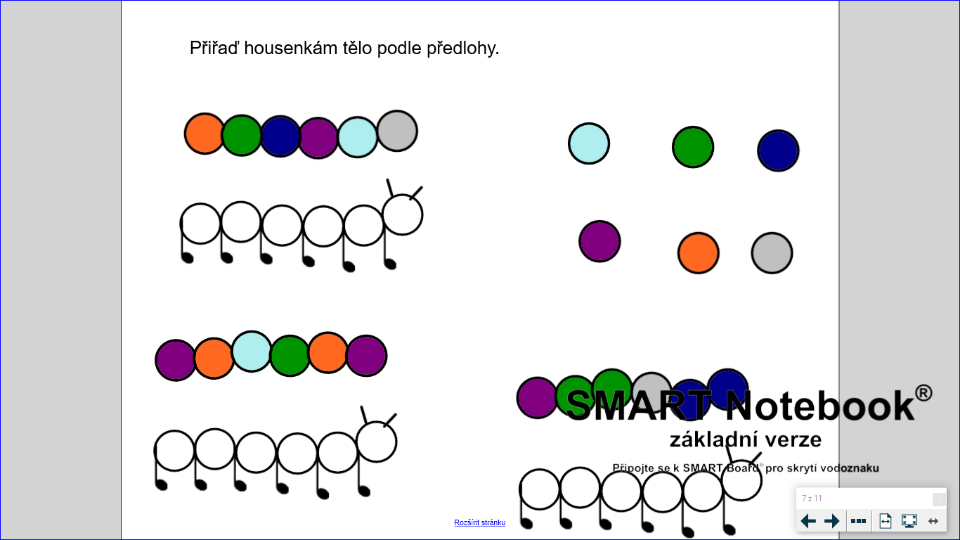 Přiřaď housenkám tělo podle předlohy.
SMART Notebook®
základní verze
Připojte se k SMART Board® pro skrytí vodoznaku
7 z 11
Rozšířit stránku